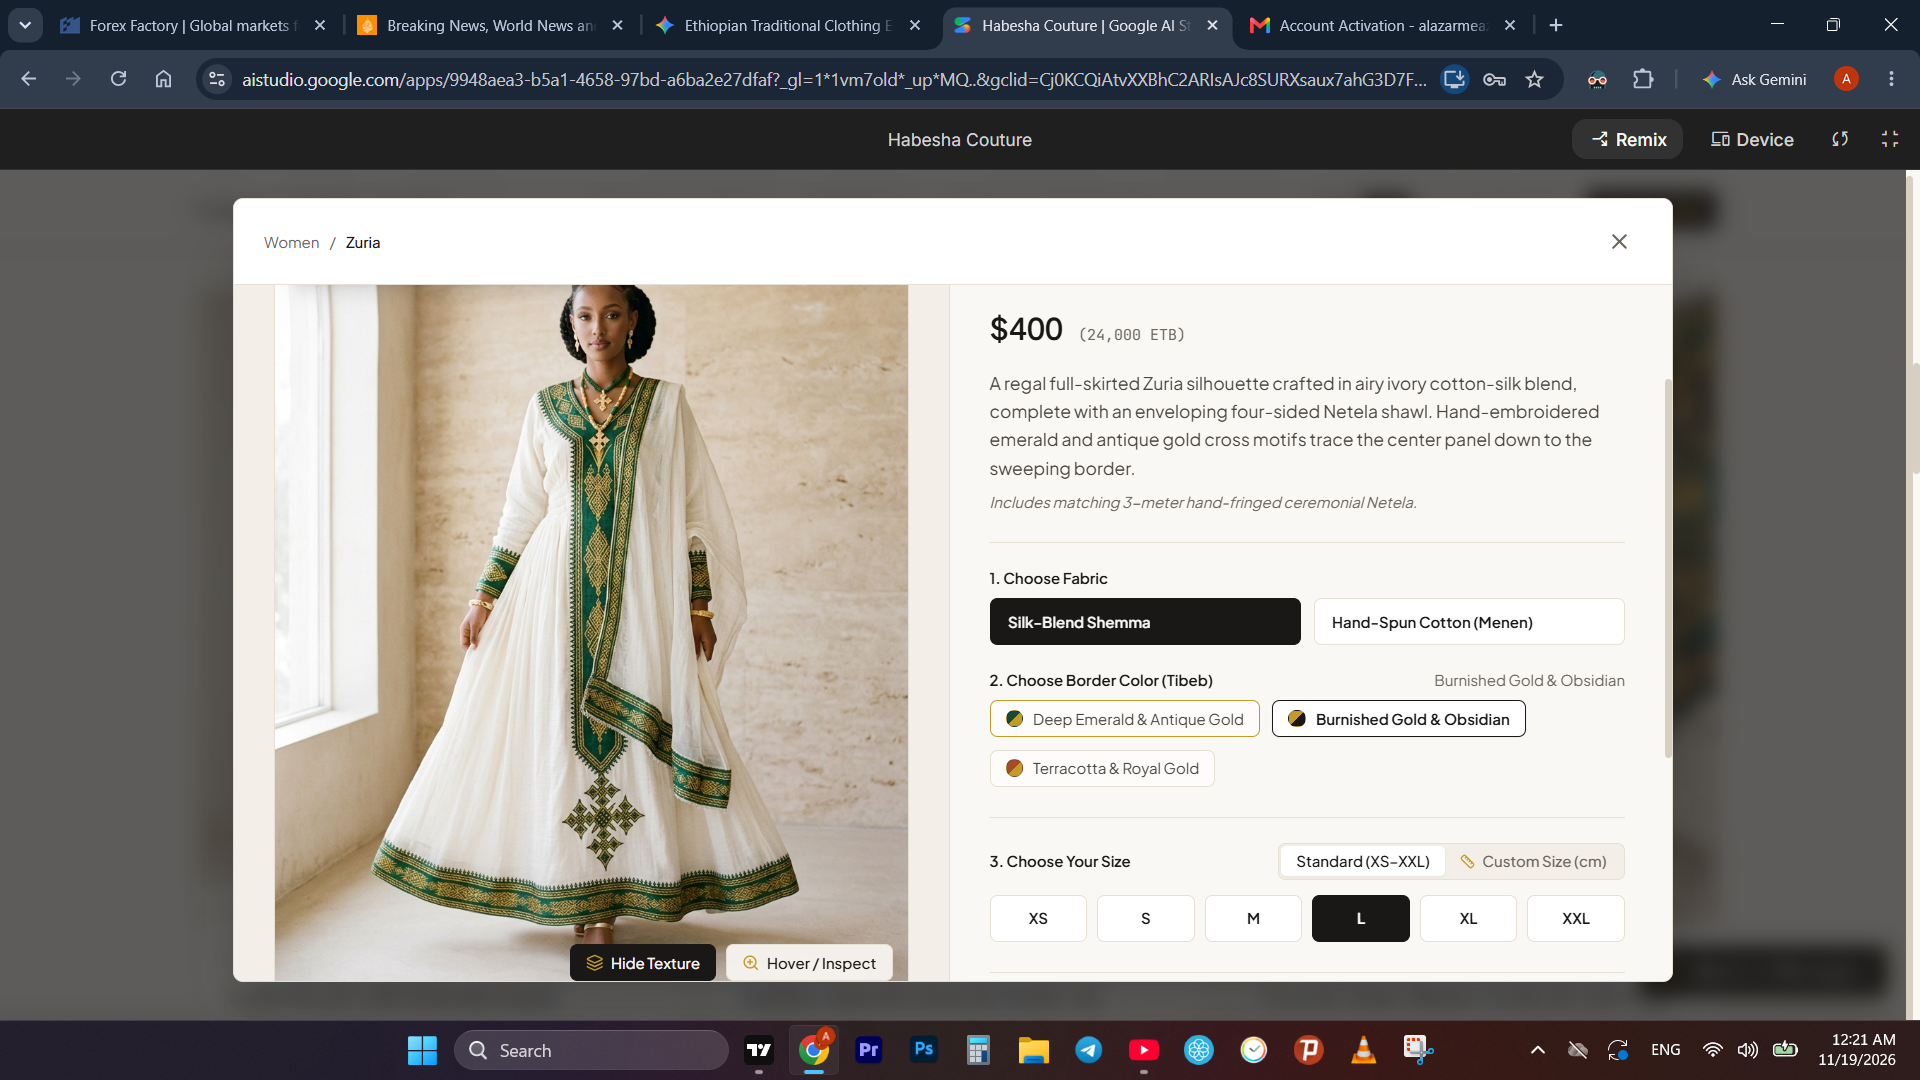 Forex Factory | Global markets f
Breaking News, World News an
Ethiopian Traditional Clothing E
Habesha Couture | Google AI St
Account Activation - alazarmea
aistudio.google.com/apps/9948aea3-b5a1-4658-97bd-a6ba2e27dfaf?_gl=1*1vm7old*_up*MQ..&gclid=Cj0KCQiAtvXXBhC2ARIsAJc8SURXsaux7ahG3D7F...
Ask Gemini
A
Habesha Couture
Remix
Device
Women / Zuria
$400 (24,000 ETB)
A regal full-skirted Zuria silhouette crafted in airy ivory cotton-silk blend,
complete with an enveloping four-sided Netela shawl. Hand-embroidered
emerald and antique gold cross motifs trace the center panel down to the
sweeping border.
Includes matching 3-meter hand-fringed ceremonial Netela.
1. Choose Fabric
Silk-Blend Shemma
Hand-Spun Cotton (Menen)
2. Choose Border Color (Tibeb)
Burnished Gold & Obsidian
Deep Emerald & Antique Gold
Burnished Gold & Obsidian
Terracotta & Royal Gold
3. Choose Your Size
Standard (XS-XXL)
Custom Size (cm)
XS
S
M
L
XL
XXL
Hide Texture
Hover / Inspect
Search
A
Pr
Ps
ENG
12:21 AM
11/19/2026